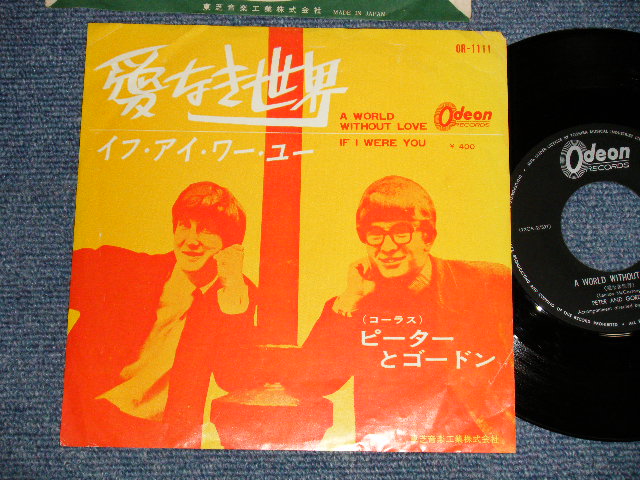 東芝音楽工業株式会社 MADE IN JAPAN
OR-1111
愛なき世界
A WORLD
WITHOUT LOVE
Odeon
RECORDS
イフ・アイ・ワー・ユー
IF I WERE YOU
¥ 400
(コーラス)
ピーター
とゴードン
東芝音楽工業株式会社
Odeon
RECORDS
A WORLD WITHOUT
(愛なき世界)
PETER AND GOR